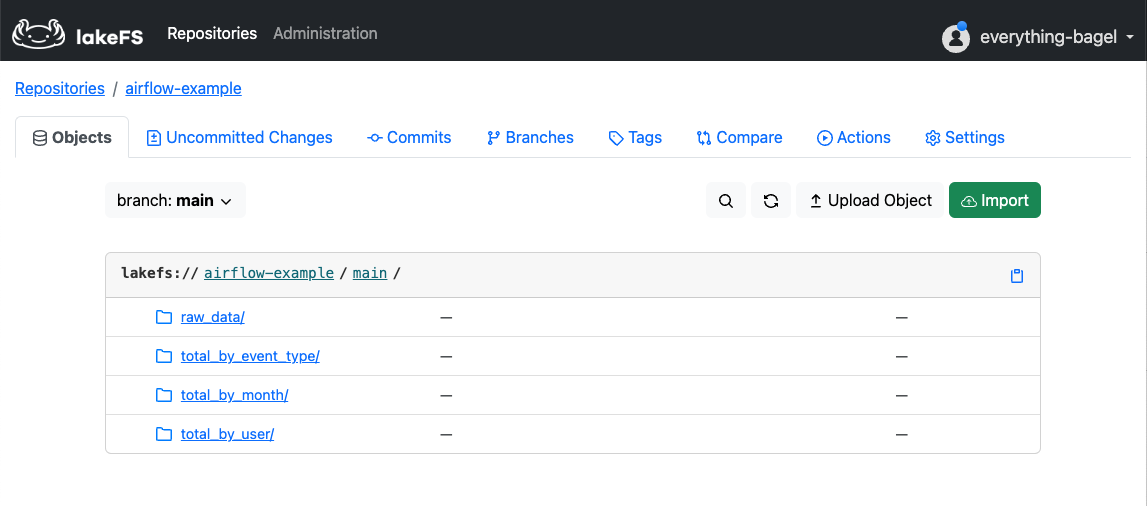 lakeFS Repositories Administration everything-bagel
Repositories / airflow-example
Objects Uncommitted Changes Commits Branches Tags Compare Actions Settings
branch: main Upload Object Import
lakefs:// airflow-example / main /
raw_data/ — —
total_by_event_type/ — —
total_by_month/ — —
total_by_user/ — —